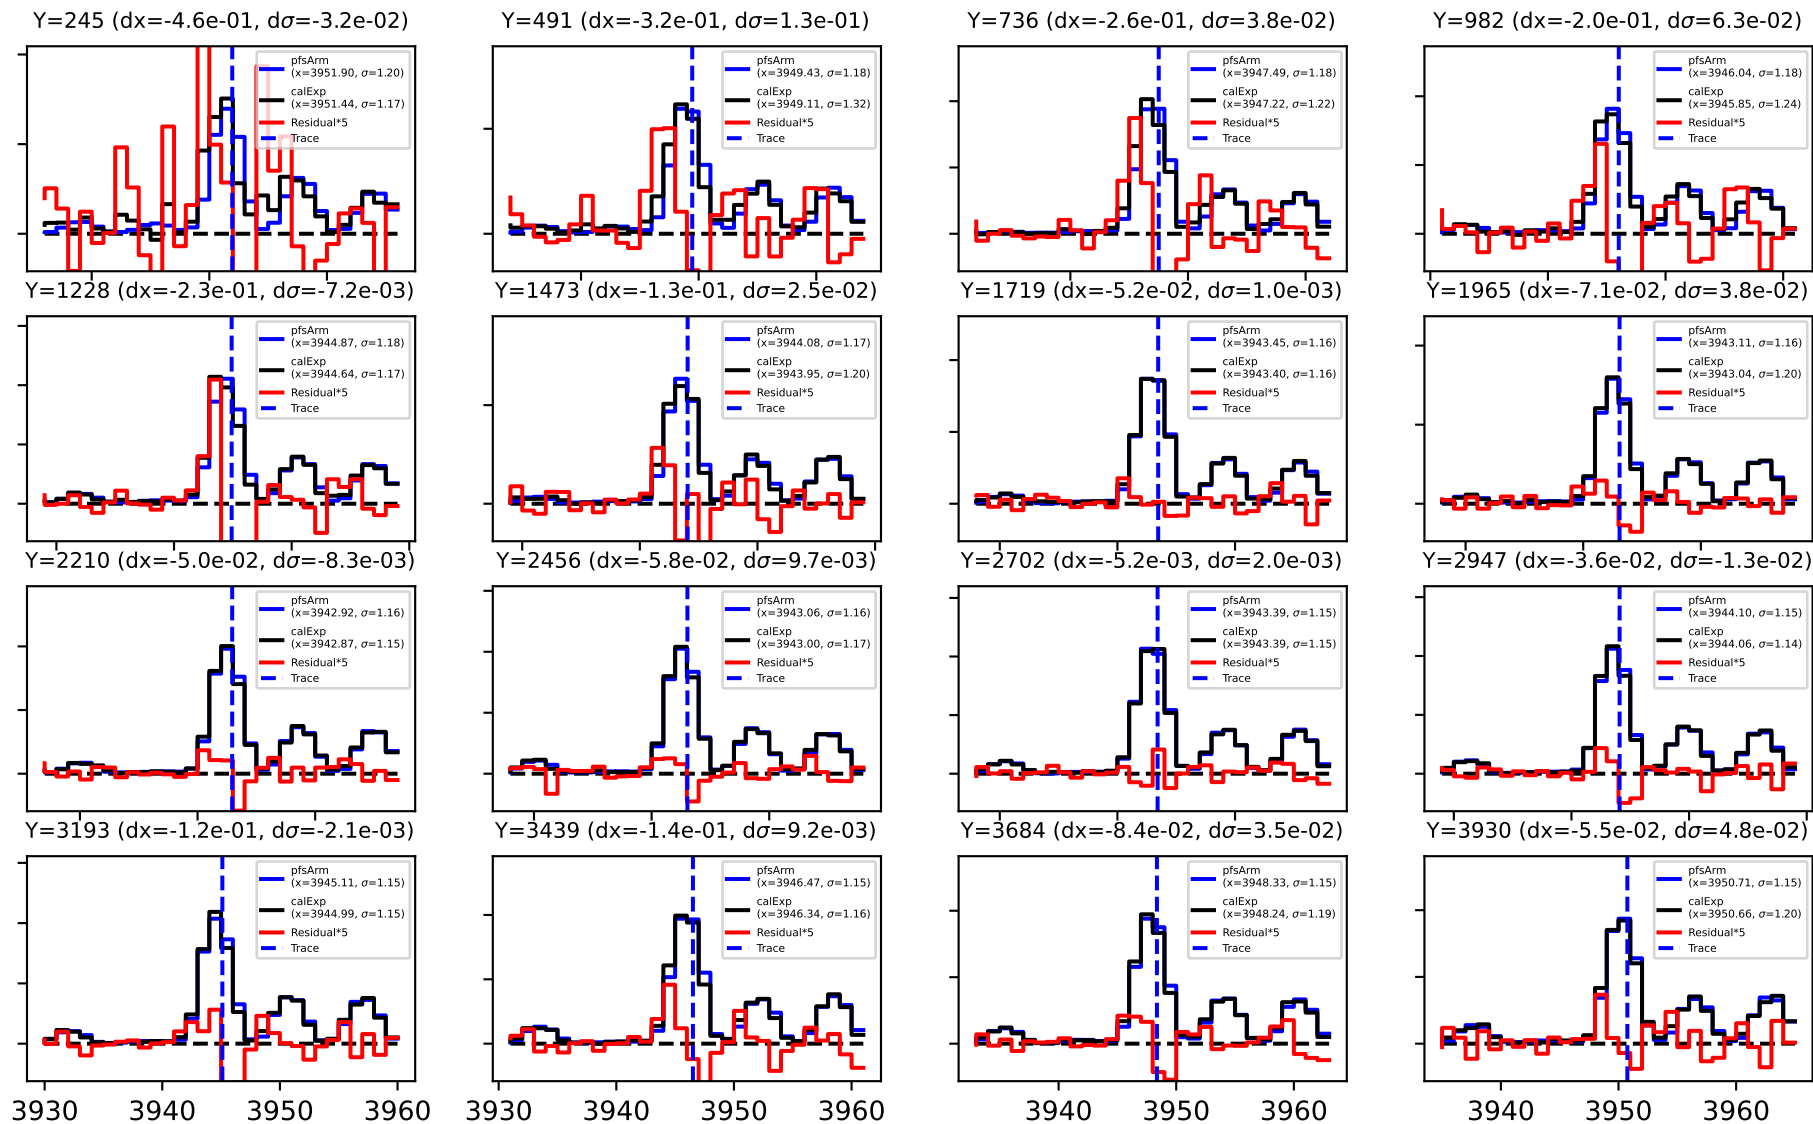 Y=245 (dx=-4.6e-01, dσ=-3.2e-02)
pfsArm
(x=3951.90, σ=1.20)
calExp
(x=3951.44, σ=1.17)
Residual*5
Trace
Y=491 (dx=-3.2e-01, dσ=1.3e-01)
pfsArm
(x=3949.43, σ=1.18)
calExp
(x=3949.11, σ=1.32)
Residual*5
Trace
Y=736 (dx=-2.6e-01, dσ=3.8e-02)
pfsArm
(x=3947.49, σ=1.18)
calExp
(x=3947.22, σ=1.22)
Residual*5
Trace
Y=982 (dx=-2.0e-01, dσ=6.3e-02)
pfsArm
(x=3946.04, σ=1.18)
calExp
(x=3945.85, σ=1.24)
Residual*5
Trace
Y=1228 (dx=-2.3e-01, dσ=-7.2e-03)
pfsArm
(x=3944.87, σ=1.18)
calExp
(x=3944.64, σ=1.17)
Residual*5
Trace
Y=1473 (dx=-1.3e-01, dσ=2.5e-02)
pfsArm
(x=3944.08, σ=1.17)
calExp
(x=3943.95, σ=1.20)
Residual*5
Trace
Y=1719 (dx=-5.2e-02, dσ=1.0e-03)
pfsArm
(x=3943.45, σ=1.16)
calExp
(x=3943.40, σ=1.16)
Residual*5
Trace
Y=1965 (dx=-7.1e-02, dσ=3.8e-02)
pfsArm
(x=3943.11, σ=1.16)
calExp
(x=3943.04, σ=1.20)
Residual*5
Trace
Y=2210 (dx=-5.0e-02, dσ=-8.3e-03)
pfsArm
(x=3942.92, σ=1.16)
calExp
(x=3942.87, σ=1.15)
Residual*5
Trace
Y=2456 (dx=-5.8e-02, dσ=9.7e-03)
pfsArm
(x=3943.06, σ=1.16)
calExp
(x=3943.00, σ=1.17)
Residual*5
Trace
Y=2702 (dx=-5.2e-03, dσ=2.0e-03)
pfsArm
(x=3943.39, σ=1.15)
calExp
(x=3943.39, σ=1.15)
Residual*5
Trace
Y=2947 (dx=-3.6e-02, dσ=-1.3e-02)
pfsArm
(x=3944.10, σ=1.15)
calExp
(x=3944.06, σ=1.14)
Residual*5
Trace
Y=3193 (dx=-1.2e-01, dσ=-2.1e-03)
pfsArm
(x=3945.11, σ=1.15)
calExp
(x=3944.99, σ=1.15)
Residual*5
Trace
Y=3439 (dx=-1.4e-01, dσ=9.2e-03)
pfsArm
(x=3946.47, σ=1.15)
calExp
(x=3946.34, σ=1.16)
Residual*5
Trace
Y=3684 (dx=-8.4e-02, dσ=3.5e-02)
pfsArm
(x=3948.33, σ=1.15)
calExp
(x=3948.24, σ=1.19)
Residual*5
Trace
Y=3930 (dx=-5.5e-02, dσ=4.8e-02)
pfsArm
(x=3950.71, σ=1.15)
calExp
(x=3950.66, σ=1.20)
Residual*5
Trace
3930 3940 3950 3960
3930 3940 3950 3960
3940 3950 3960
3940 3950 3960